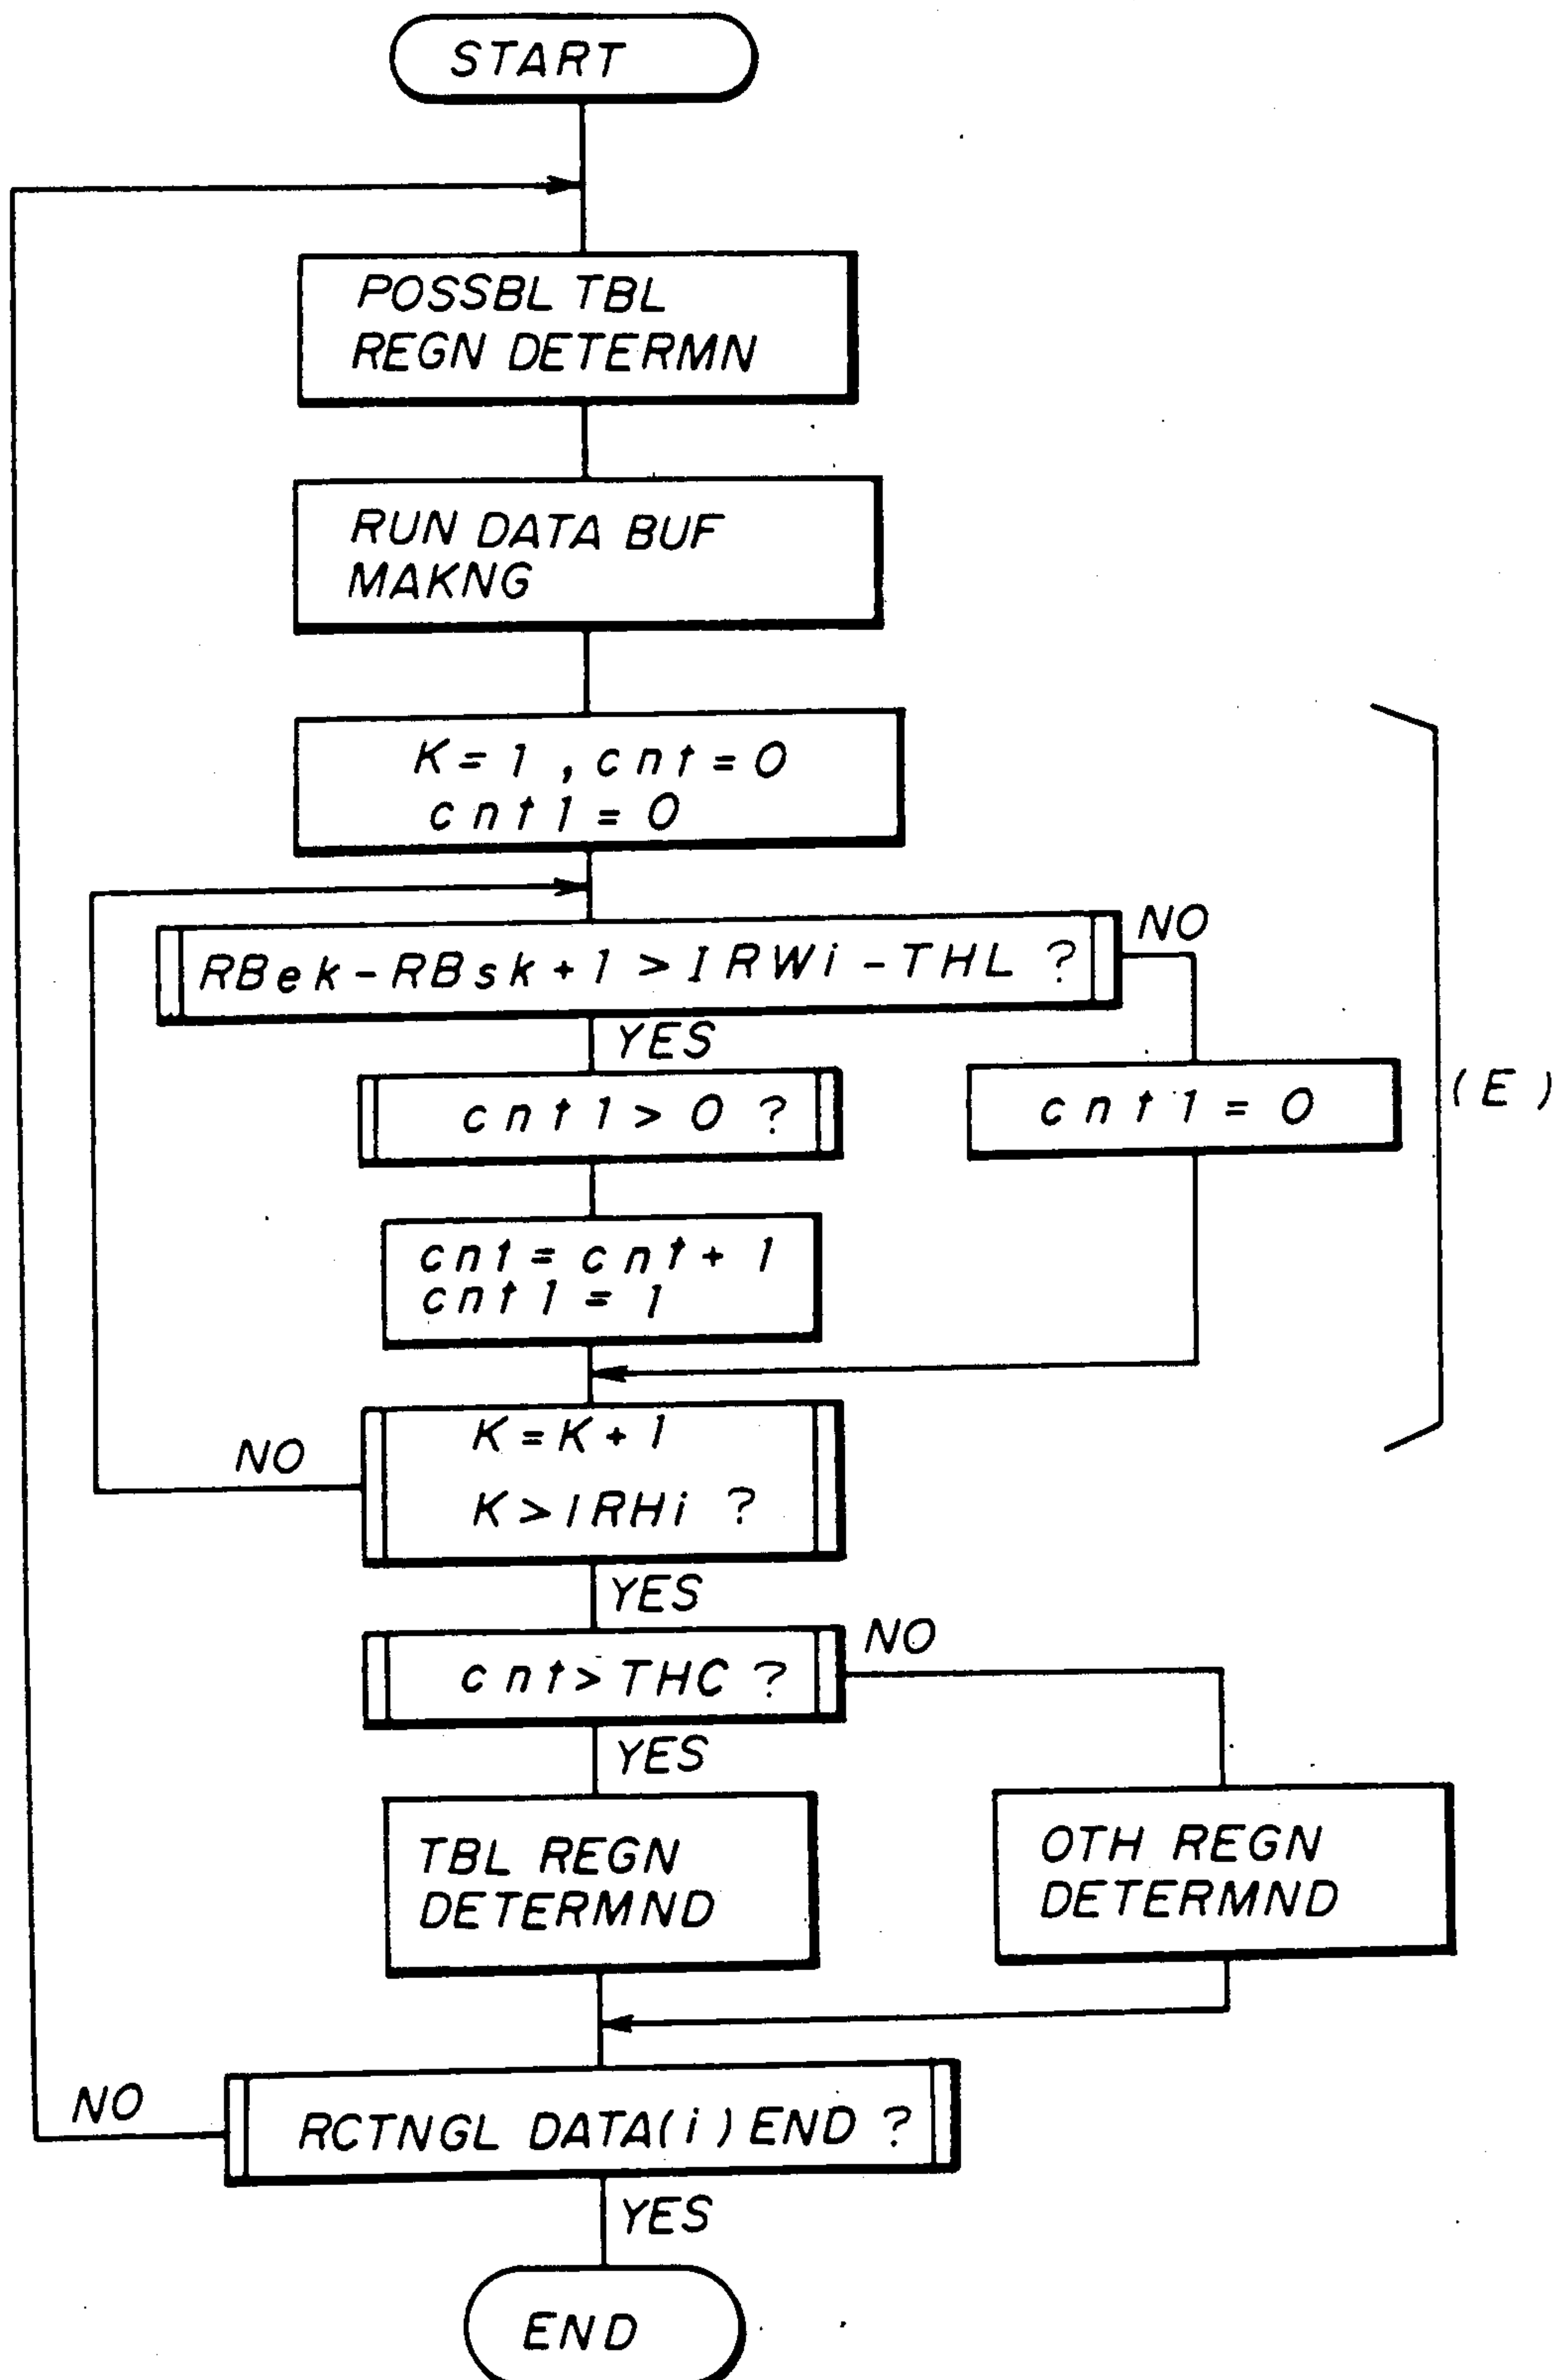 START
POSSBL TBL
REGN DETERMN
RUN DATA BUF
MAKNG
K=1 , cnt=0
cnt1=0
RBek-RBsk+1>IRWi-THL ?
NO
YES
cnt1>0 ?
cnt1=0
(E)
cnt=cnt+1
cnt1=1
K=K+1
NO
K>IRHi ?
YES
cnt>THC ?
NO
YES
TBL REGN
DETERMND
OTH REGN
DETERMND
NO
RCTNGL DATA(i) END ?
YES
END